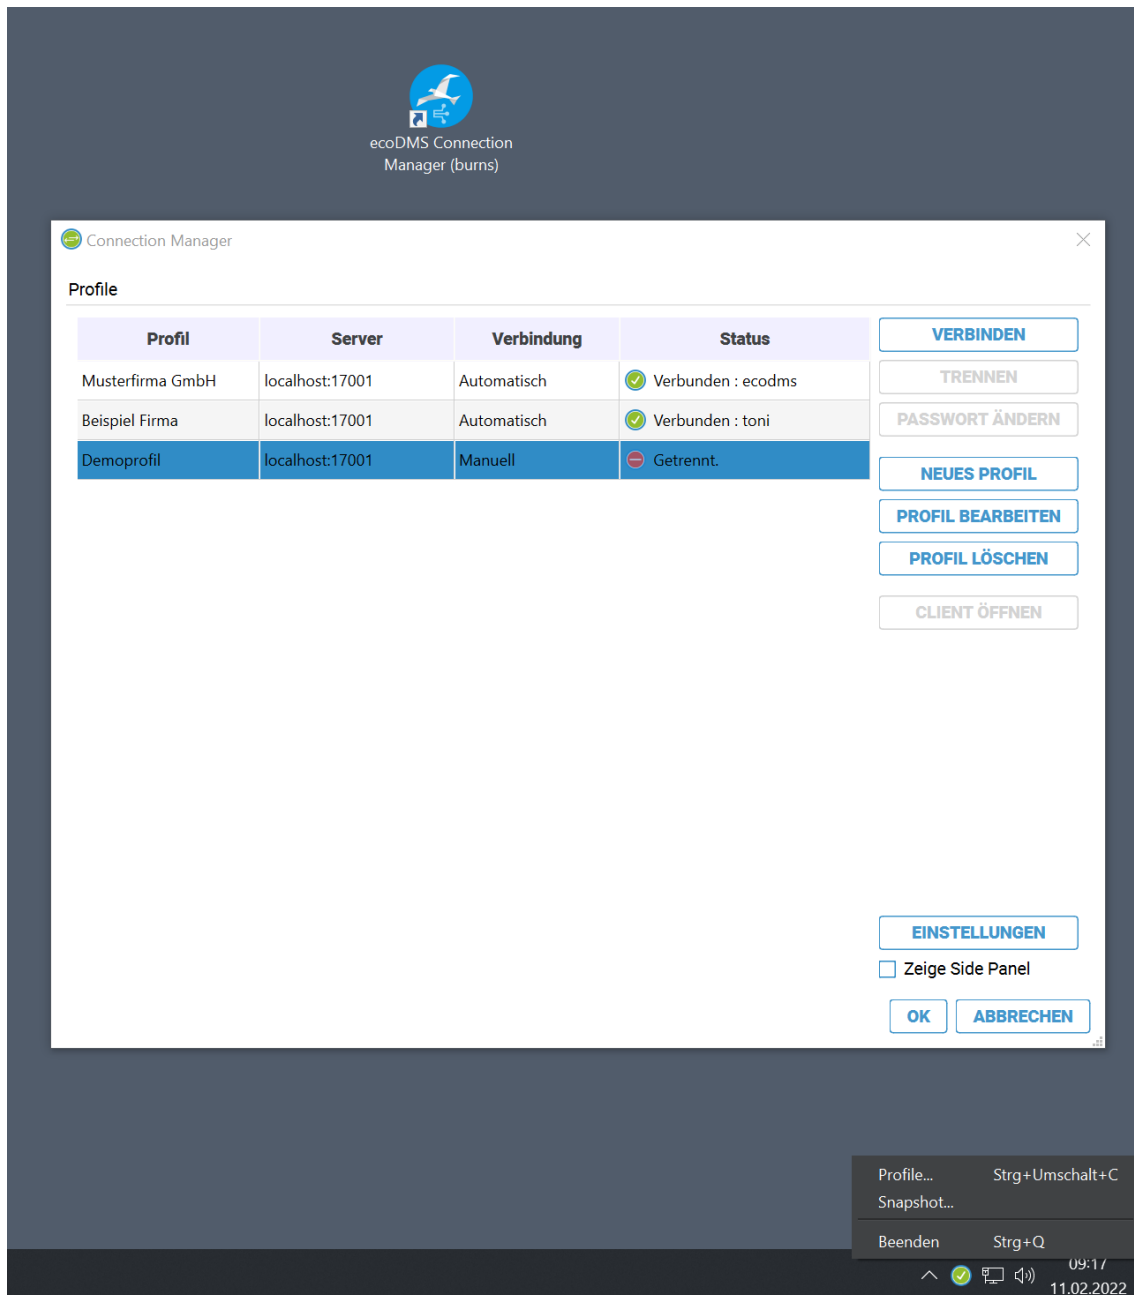 ecoDMS Connection
Manager (burns)
Connection Manager
Profile
Profil Server Verbindung Status
Musterfirma GmbH localhost:17001 Automatisch Verbunden : ecodms
Beispiel Firma localhost:17001 Automatisch Verbunden : toni
Demoprofil localhost:17001 Manuell Getrennt.
VERBINDEN
TRENNEN
PASSWORT ÄNDERN
NEUES PROFIL
PROFIL BEARBEITEN
PROFIL LÖSCHEN
CLIENT ÖFFNEN
EINSTELLUNGEN
Zeige Side Panel
OK ABBRECHEN
Profile... Strg+Umschalt+C
Snapshot...
Beenden Strg+Q
09:17
11.02.2022